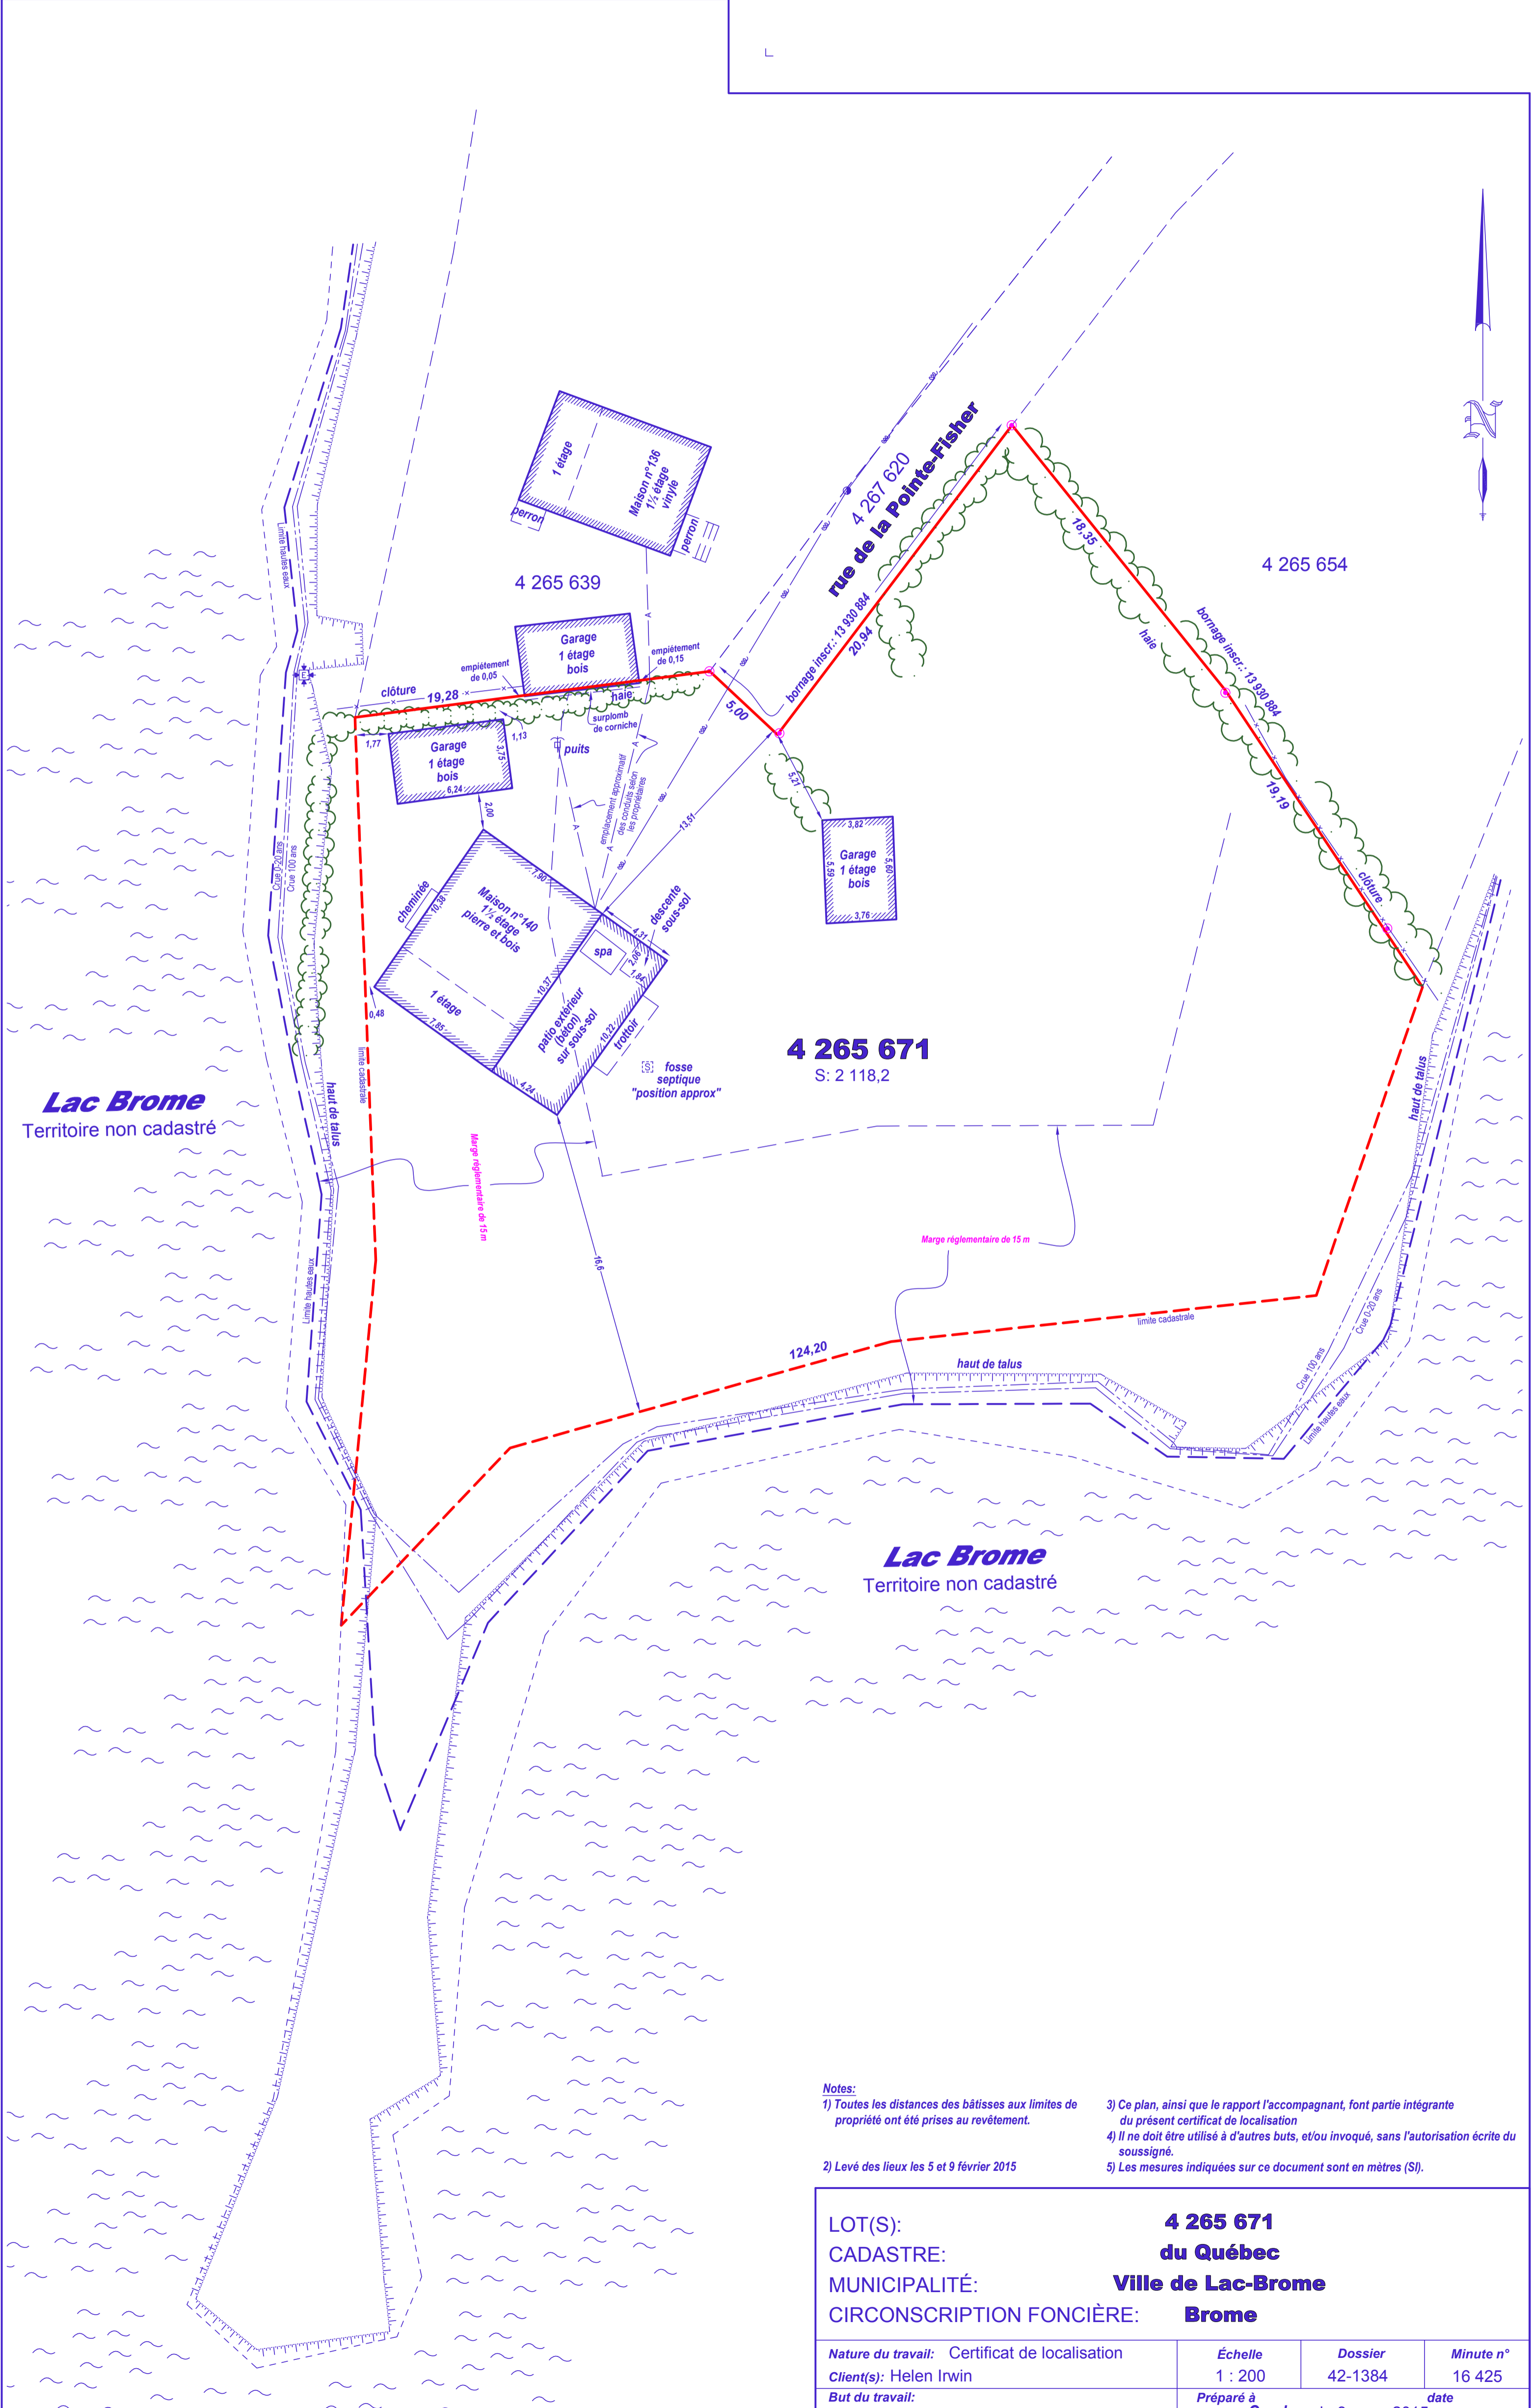 1 étage
Maison n°136
1½ étage
vinyle
perron
perron
4 265 639
4 267 620
rue de la Pointe-Fisher
bornage inscr.: 13 930 884
20,94
18,35
haie
4 265 654
bornage inscr.: 13 930 884
19,19
clôture
Limite hautes eaux
E
Garage
1 étage
bois
empiétement
de 0,05
empiétement
de 0,15
clôture
19,28
haie
surplomb
de corniche
5,00
1,77
1,13
Garage
1 étage
bois
3,75
6,24
puits
2,00
emplacement approximatif
des conduits selon
les propriétaires
A
A
A
A
13,51
5,21
3,82
Garage
1 étage
bois
5,59
5,60
3,76
Crue 0-20 ans
Crue 100 ans
cheminée
10,38
7,90
Maison n°140
1½ étage
pierre et bois
1 étage
7,85
0,48
10,37
spa
4,31
descente
sous-sol
2,06
1,84
patio extérieur
(béton)
sur sous-sol
10,22
trottoir
4,24
S
fosse
septique
"position approx"
4 265 671
S: 2 118,2
limite cadastrale
haut de talus
haut de talus
Lac Brome
Territoire non cadastré
Marge réglementaire de 15 m
Marge réglementaire de 15 m
16,6
Limite hautes eaux
124,20
limite cadastrale
haut de talus
Crue 0-20 ans
Crue 100 ans
Limite hautes eaux
Lac Brome
Territoire non cadastré
N
Notes:
1) Toutes les distances des bâtisses aux limites de
propriété ont été prises au revêtement.
2) Levé des lieux les 5 et 9 février 2015
3) Ce plan, ainsi que le rapport l'accompagnant, font partie intégrante
du présent certificat de localisation
4) Il ne doit être utilisé à d'autres buts, et/ou invoqué, sans l'autorisation écrite du
soussigné.
5) Les mesures indiquées sur ce document sont en mètres (SI).
LOT(S): 4 265 671
CADASTRE: du Québec
MUNICIPALITÉ: Ville de Lac-Brome
CIRCONSCRIPTION FONCIÈRE: Brome
Nature du travail: Certificat de localisation
Client(s): Helen Irwin
Échelle
1 : 200
Dossier
42-1384
Minute n°
16 425
But du travail:
Préparé à
date